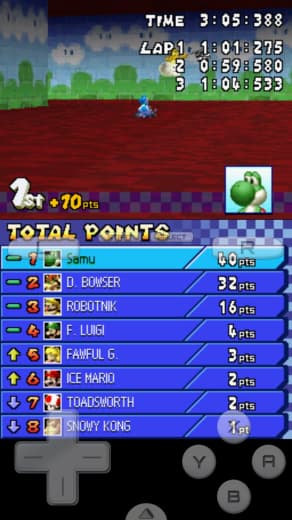 TIME 3:05:388
LAP1 1:01:275
2 0:59:580
3 1:04:533
1st +10pts
TOTAL POINTS
R
1 Samu 40pts
2 D. BOWSER 32pts
3 ROBOTNIK 16pts
4 F. LUIGI 4pts
5 FAWFUL G. 3pts
6 ICE MARIO 2pts
7 TOADSWORTH 2pts
8 SNOWY KONG 1pt
Y
A
B